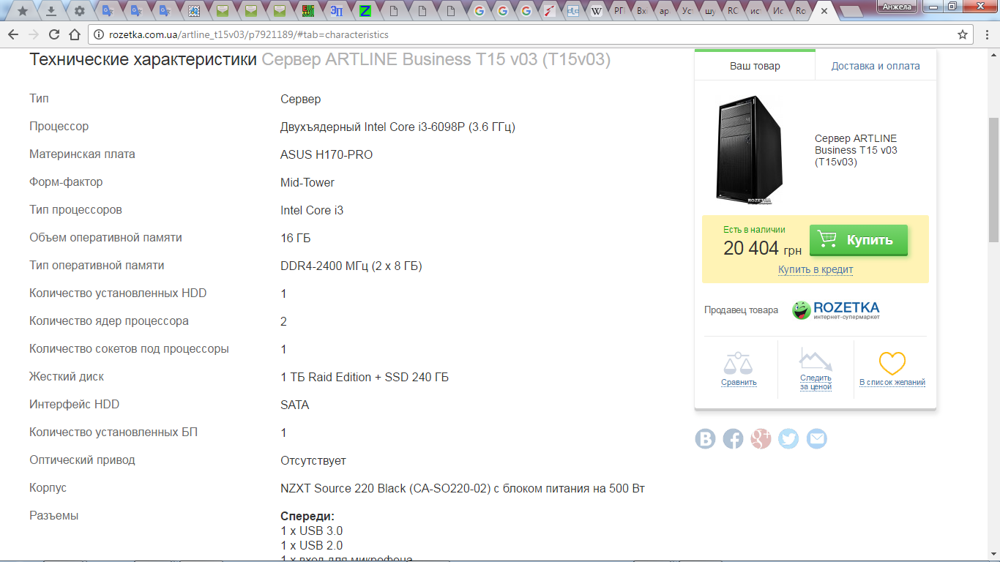 Анжела
РГ
Вх
ар
Ус
шу
RC
ис
Ис
Ro
rozetka.com.ua/artline_t15v03/p7921189/#tab=characteristics
Технические характеристики Сервер ARTLINE Business T15 v03 (T15v03)
Тип
Сервер
Процессор
Двухъядерный Intel Core i3-6098P (3.6 ГГц)
Материнская плата
ASUS H170-PRO
Форм-фактор
Mid-Tower
Тип процессоров
Intel Core i3
Объем оперативной памяти
16 ГБ
Тип оперативной памяти
DDR4-2400 МГц (2 x 8 ГБ)
Количество установленных HDD
1
Количество ядер процессора
2
Количество сокетов под процессоры
1
Жесткий диск
1 ТБ Raid Edition + SSD 240 ГБ
Интерфейс HDD
SATA
Количество установленных БП
1
Оптический привод
Отсутствует
Корпус
NZXT Source 220 Black (CA-SO220-02) с блоком питания на 500 Вт
Разъемы
Спереди:
1 x USB 3.0
1 x USB 2.0
1 x вход для микрофона
Ваш товар
Доставка и оплата
ROZETKA
Сервер ARTLINE
Business T15 v03
(T15v03)
Есть в наличии
20 404 грн
Купить
Купить в кредит
Продавец товара
ROZETKA
интернет-супермаркет
Сравнить
Следить
за ценой
В список желаний